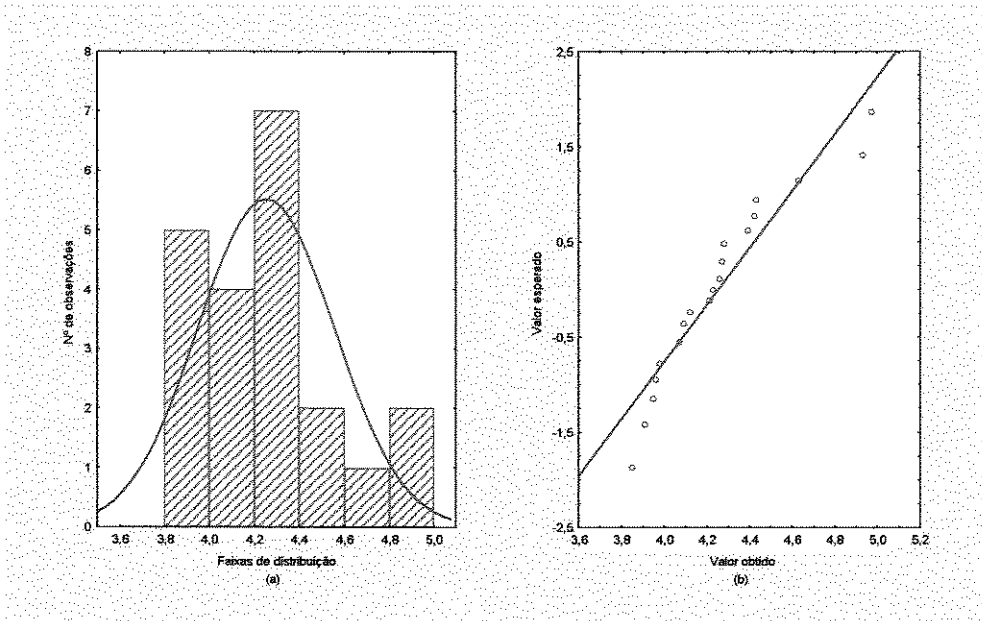 8
7
6
5
4
3
2
1
0
Nº de observações
3,6 4,0 4,2 4,4 4,6 4,8 5,0
Faixas de distribuição
(a)
2,5
1,5
0,5
-0,5
-1,5
-2,5
Valor esperado
3,6 3,8 4,0 4,2 4,4 4,6 4,8 5,0 5,2
Valor obtido
(b)